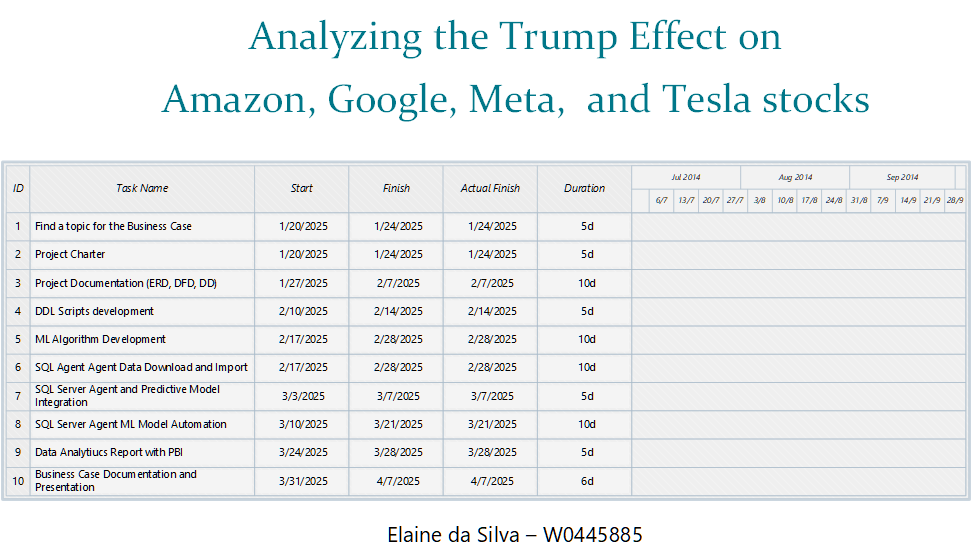 Analyzing the Trump Effect on
Amazon, Google, Meta, and Tesla stocks
ID Task Name Start Finish Actual Finish Duration Jul 2014 Aug 2014 Sep 2014
6/7 13/7 20/7 27/7 3/8 10/8 17/8 24/8 31/8 7/9 14/9 21/9 28/9
1 Find a topic for the Business Case 1/20/2025 1/24/2025 1/24/2025 5d
2 Project Charter 1/20/2025 1/24/2025 1/24/2025 5d
3 Project Documentation (ERD, DFD, DD) 1/27/2025 2/7/2025 2/7/2025 10d
4 DDL Scripts development 2/10/2025 2/14/2025 2/14/2025 5d
5 ML Algorithm Development 2/17/2025 2/28/2025 2/28/2025 10d
6 SQL Agent Agent Data Download and Import 2/17/2025 2/28/2025 2/28/2025 10d
7 SQL Server Agent and Predictive Model
Integration 3/3/2025 3/7/2025 3/7/2025 5d
8 SQL Server Agent ML Model Automation 3/10/2025 3/21/2025 3/21/2025 10d
9 Data Analytiucs Report with PBI 3/24/2025 3/28/2025 3/28/2025 5d
10 Business Case Documentation and
Presentation 3/31/2025 4/7/2025 4/7/2025 6d
Elaine da Silva – W0445885